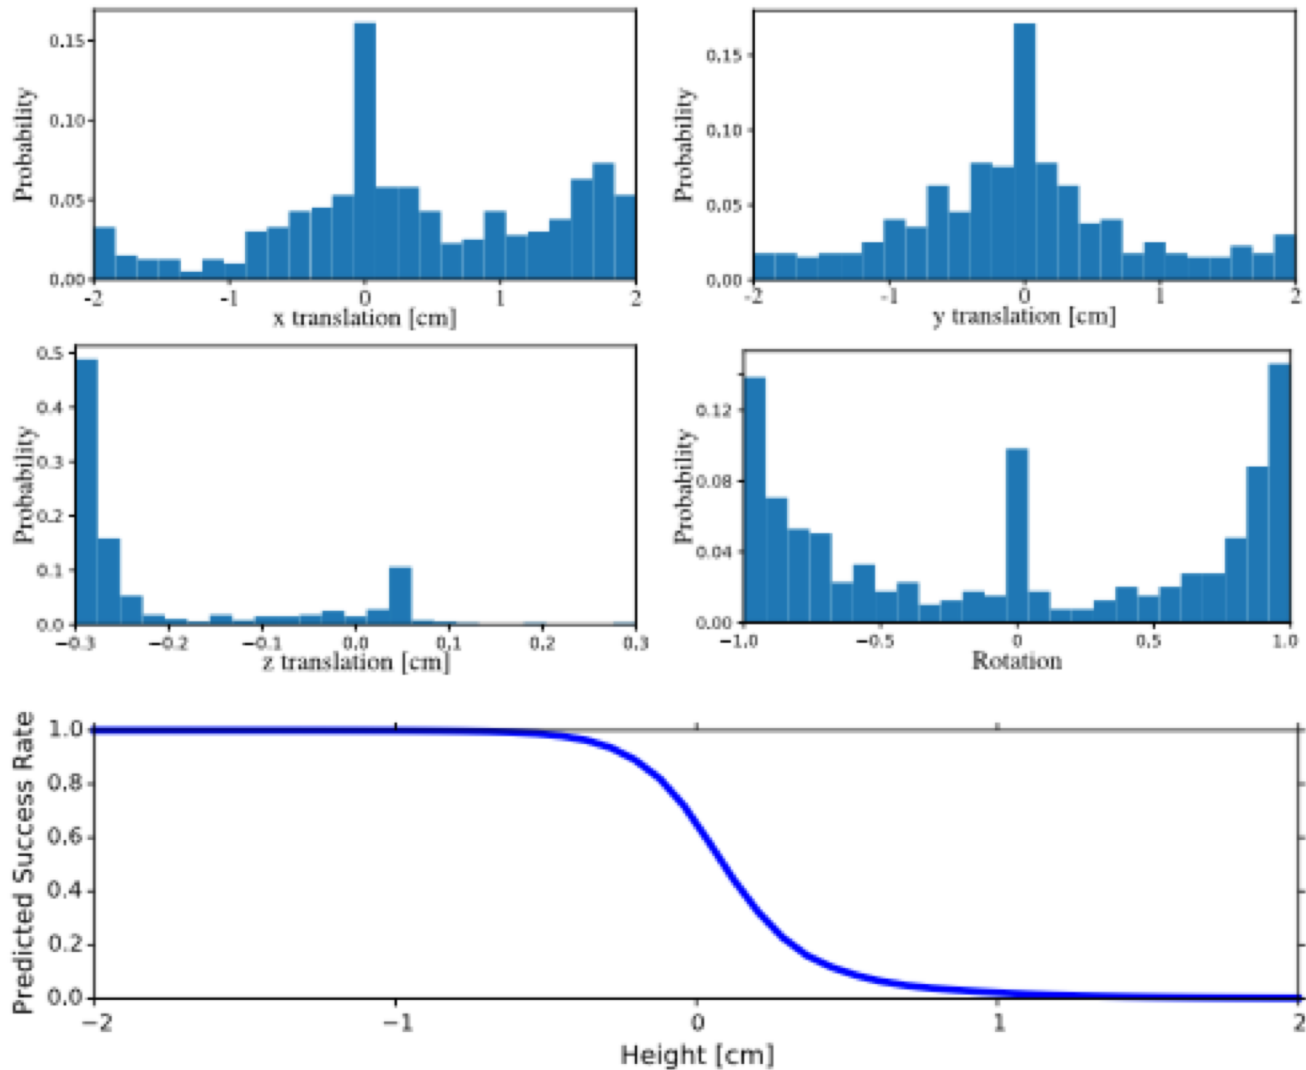 Probability
0.15
0.10
0.05
0.00
-2 -1 0 1 2
x translation [cm]
Probability
0.15
0.10
0.05
0.00
-2 -1 0 1 2
y translation [cm]
Probability
0.5
0.4
0.3
0.2
0.1
0.0
−0.3 −0.2 −0.1 0.0 0.1 0.2 0.3
z translation [cm]
Probability
0.12
0.08
0.04
0.00
−1.0 −0.5 0 0.5 1.0
Rotation
Predicted Success Rate
1.0
0.8
0.6
0.4
0.2
0.0
−2 −1 0 1 2
Height [cm]